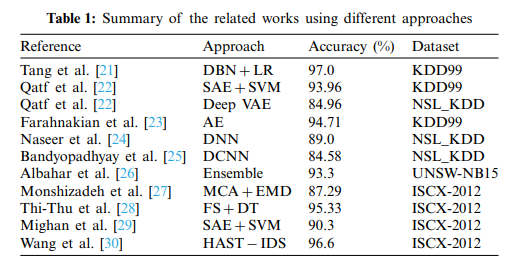 Table 1: Summary of the related works using different approaches
Reference Approach Accuracy (%) Dataset
Tang et al. [21] DBN + LR 97.0 KDD99
Qatf et al. [22] SAE + SVM 93.96 KDD99
Qatf et al. [22] Deep VAE 84.96 NSL_KDD
Farahnakian et al. [23] AE 94.71 KDD99
Naseer et al. [24] DNN 89.0 NSL_KDD
Bandyopadhyay et al. [25] DCNN 84.58 NSL_KDD
Albahar et al. [26] Ensemble 93.3 UNSW-NB15
Monshizadeh et al. [27] MCA + EMD 87.29 ISCX-2012
Thi-Thu et al. [28] FS + DT 95.33 ISCX-2012
Mighan et al. [29] SAE + SVM 90.3 ISCX-2012
Wang et al. [30] HAST − IDS 96.6 ISCX-2012